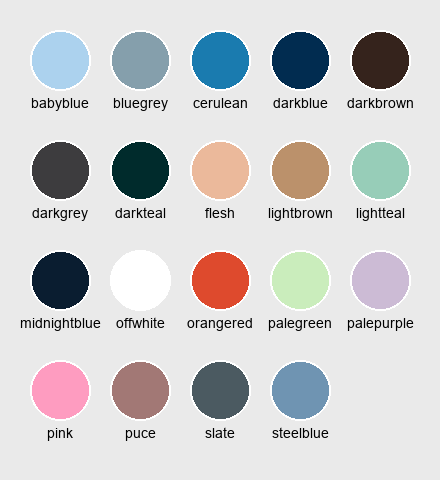 babyblue bluegrey cerulean darkblue darkbrown
darkgrey darkteal flesh lightbrown lightteal
midnightblue offwhite orangered palegreen palepurple
pink puce slate steelblue